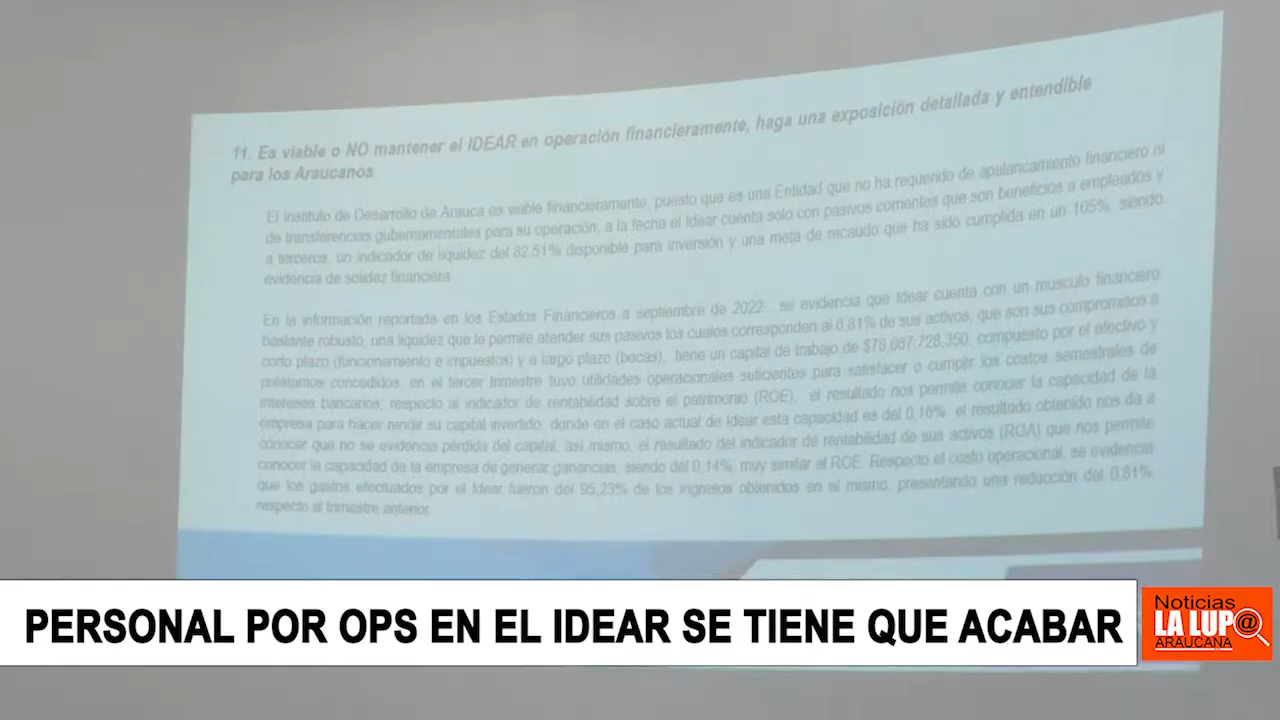 11. Es viable o NO mantener el IDEAR en operación financieramente, haga una exposición detallada y entendible
para los Araucanos.
El Instituto de Desarrollo de Arauca es viable financieramente, puesto que es una Entidad que no ha requerido de apalancamiento financiero ni
de transferencias gubernamentales para su operación, a la fecha el Idear cuenta solo con pasivos corrientes que son beneficios a empleados y
a terceros, un indicador de liquidez del 82.51% disponible para inversión y una meta de recaudo que ha sido cumplida en un 105%, siendo
evidencia de solidez financiera.
En la información reportada en los Estados Financieros a septiembre de 2022, se evidencia que Idear cuenta con un musculo financiero
bastante robusto, una liquidez que le permite atender sus pasivos los cuales corresponden al 6,81% de sus activos, que son sus compromisos a
corto plazo (funcionamiento e impuestos) y a largo plazo (becas), tiene un capital de trabajo de $78,667,728,350, compuesto por el efectivo y
préstamos concedidos, en el tercer trimestre tuvo utilidades operacionales suficientes para satisfacer o cumplir los costos semestrales de
intereses bancarios; respecto al indicador de rentabilidad sobre el patrimonio (ROE), el resultado nos permite conocer la capacidad de la
empresa para hacer rendir su capital invertido, donde en el caso actual de Idear esta capacidad es del 0,16% el resultado obtenido nos da a
conocer que no se evidencia pérdida del capital, así mismo, el resultado del indicador de rentabilidad de sus activos (ROA) que nos permite
conocer la capacidad de la empresa de generar ganancias, siendo del 0,14%, muy similar al ROE. Respecto el costo operacional, se evidencia
que los gastos efectuados por el Idear fueron del 95,23% de los ingresos obtenidos en el mismo, presentando una reducción del 0,81%
respecto al trimestre anterior.
PERSONAL POR OPS EN EL IDEAR SE TIENE QUE ACABAR
Noticias
LA LUP@
ARAUCANA